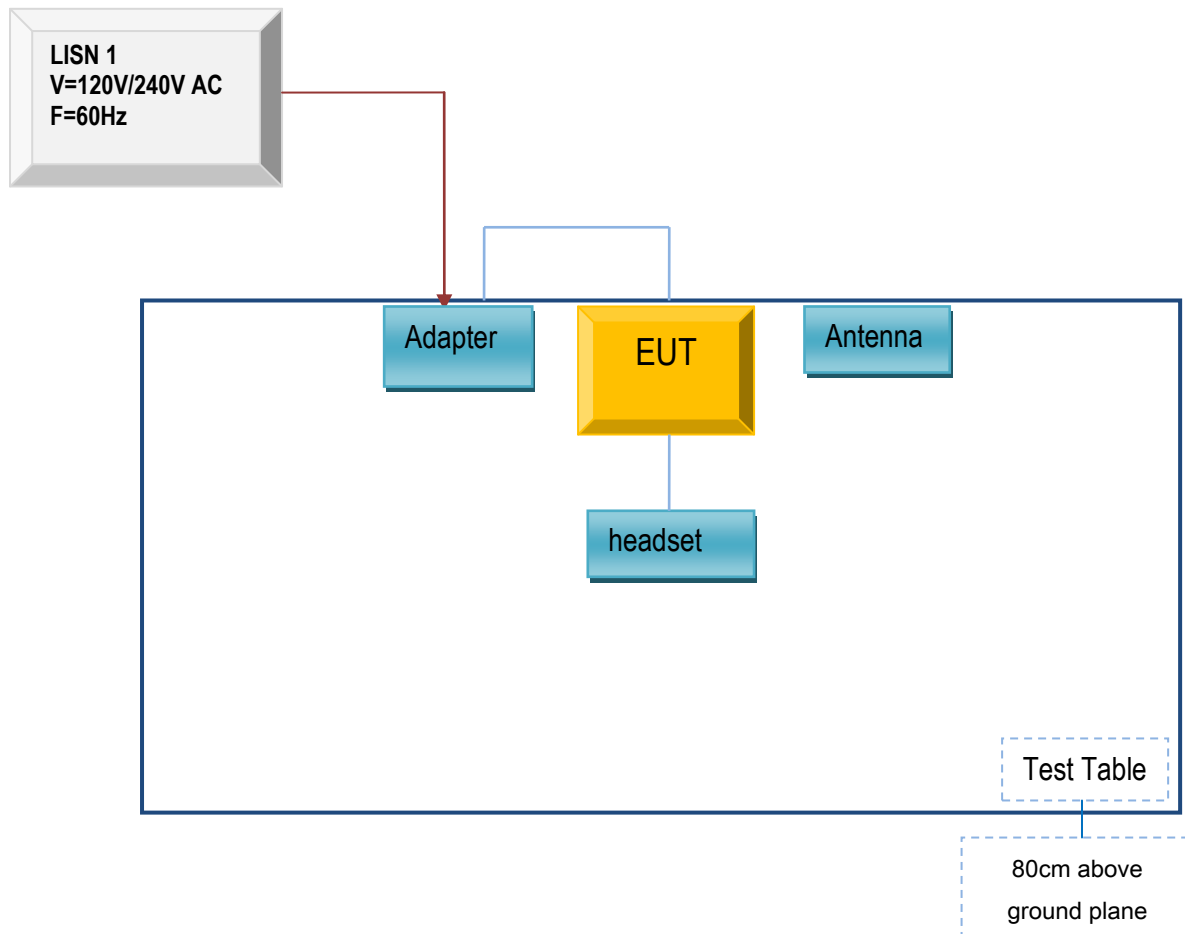 LISN 1
V=120V/240V AC
F=60Hz
Adapter
EUT
Antenna
headset
Test Table
80cm above
ground plane